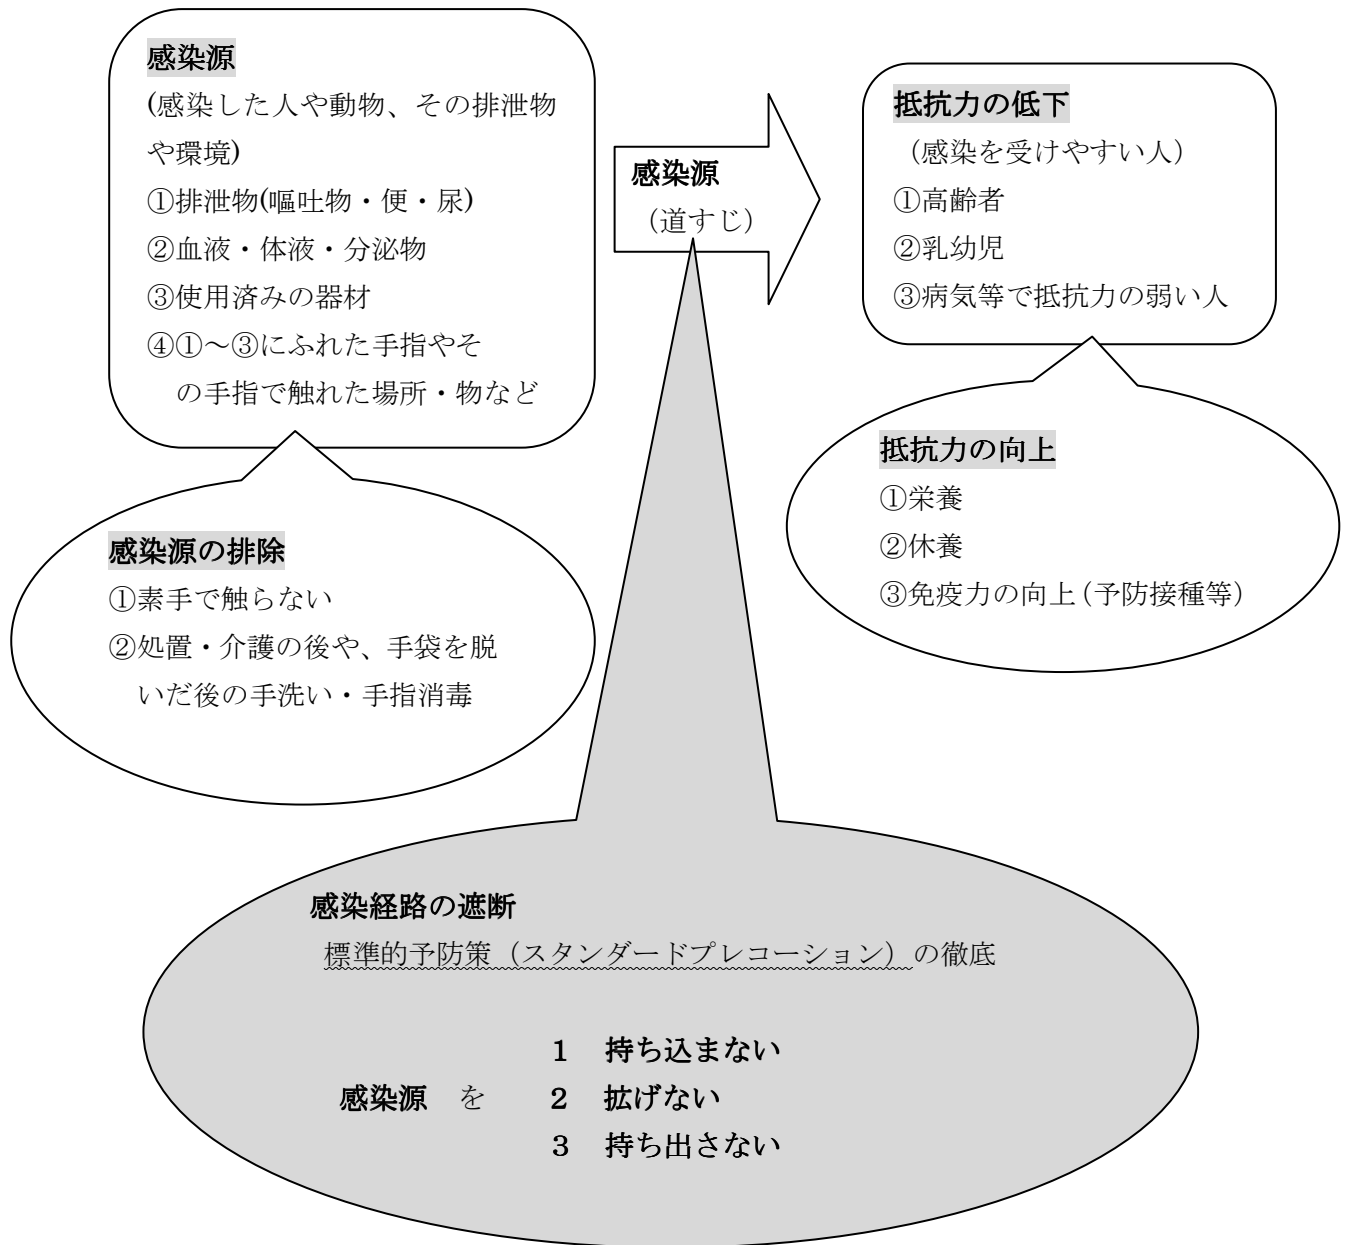 感染源
(感染した人や動物、その排泄物
や環境)
①排泄物(嘔吐物・便・尿)
②血液・体液・分泌物
③使用済みの器材
④①～③にふれた手指やそ
の手指で触れた場所・物など
感染源
（道すじ）
抵抗力の低下
（感染を受けやすい人）
①高齢者
②乳幼児
③病気等で抵抗力の弱い人
感染源の排除
①素手で触らない
②処置・介護の後や、手袋を脱
いだ後の手洗い・手指消毒
抵抗力の向上
①栄養
②休養
③免疫力の向上（予防接種等）
感染経路の遮断
標準的予防策（スタンダードプレコーション）の徹底
１　持ち込まない
感染源　を　２　拡げない
３　持ち出さない